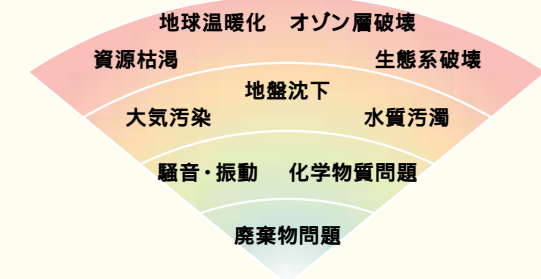 地球温暖化 オゾン層破壊
資源枯渇 生態系破壊
地盤沈下
大気汚染 水質汚濁
騒音・振動 化学物質問題
廃棄物問題